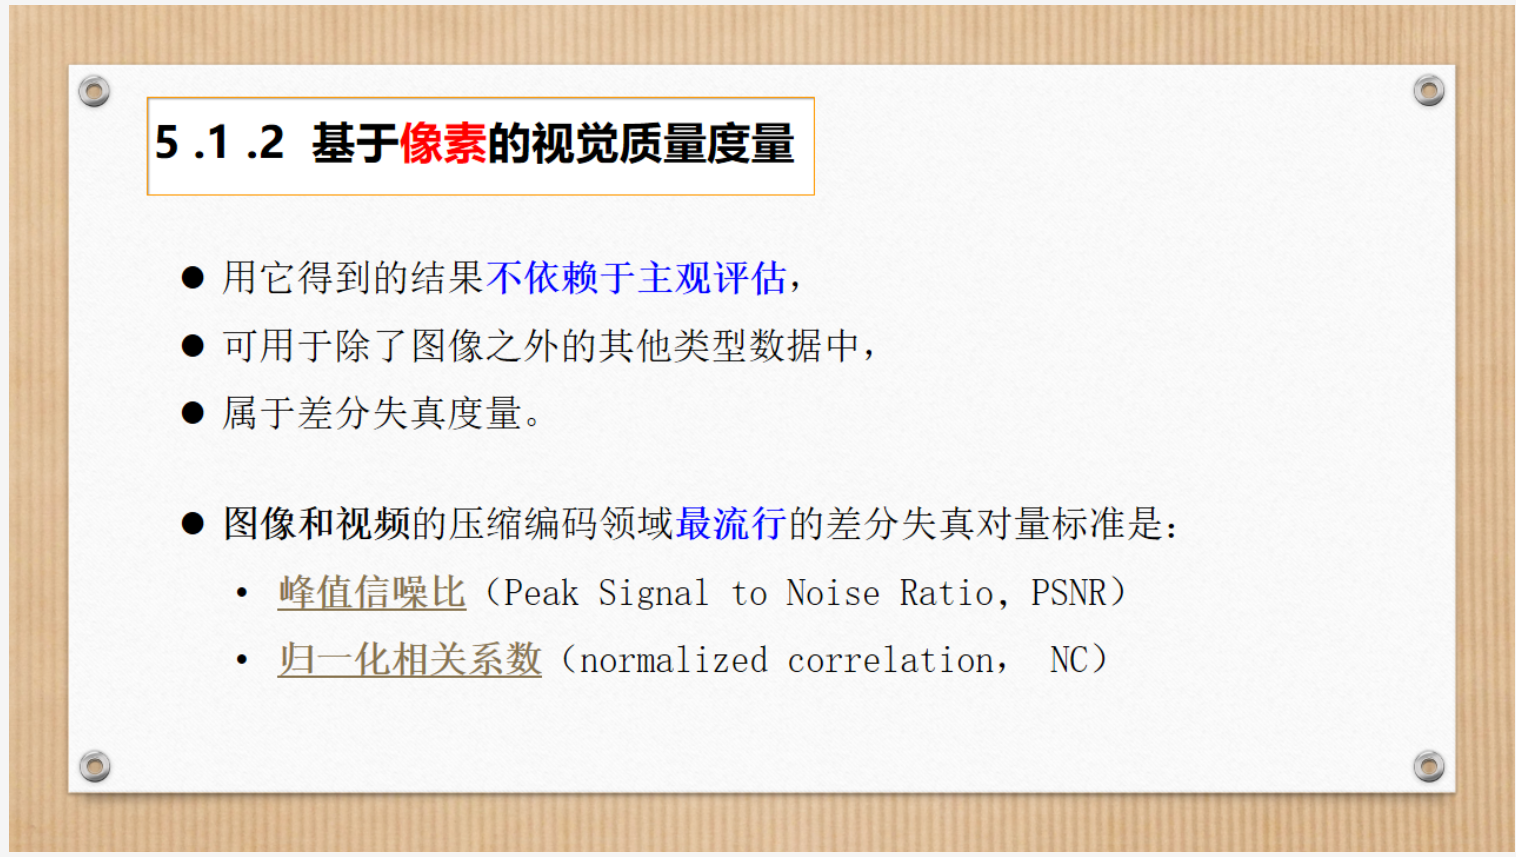 5 .1 .2 基于像素的视觉质量度量
● 用它得到的结果不依赖于主观评估，
● 可用于除了图像之外的其他类型数据中，
● 属于差分失真度量。
● 图像和视频的压缩编码领域最流行的差分失真对量标准是：
• 峰值信噪比（Peak Signal to Noise Ratio, PSNR）
• 归一化相关系数（normalized correlation， NC）